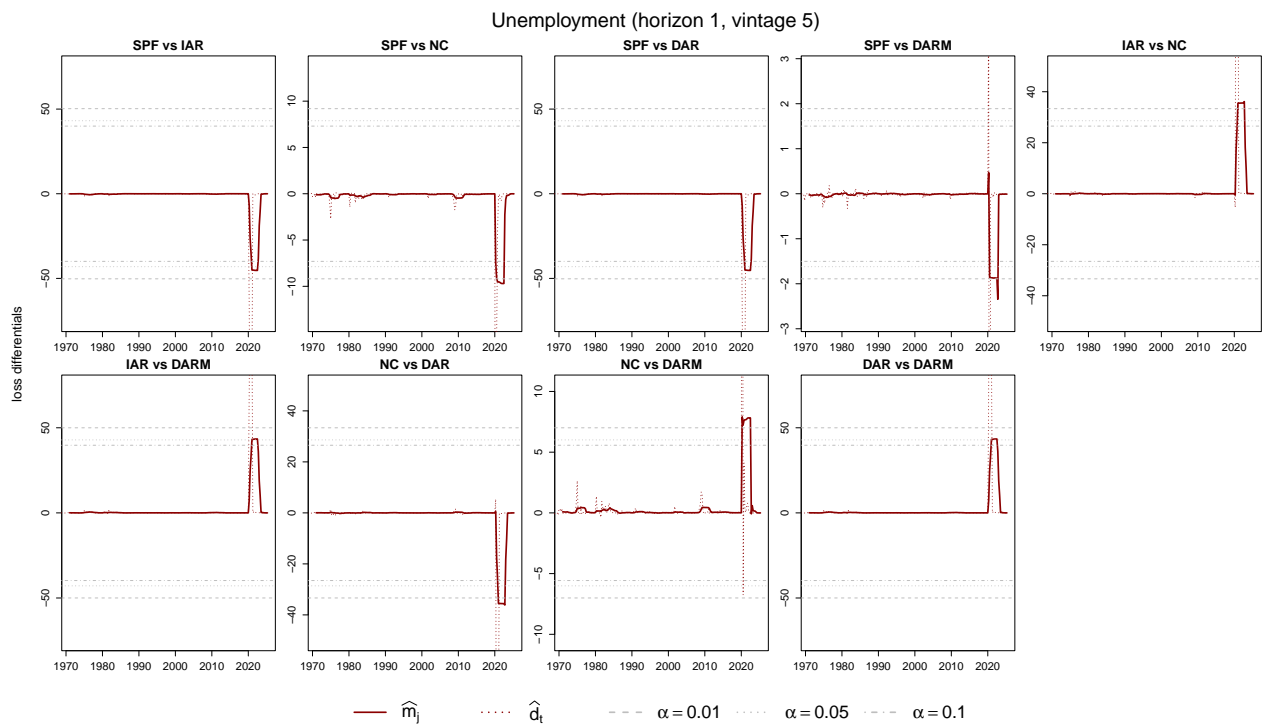 Unemployment (horizon 1, vintage 5)
SPF vs IAR
SPF vs NC
SPF vs DAR
SPF vs DARM
IAR vs NC
50
0
−50
1970 1980 1990 2000 2010 2020
10
5
0
−5
−10
1970 1980 1990 2000 2010 2020
50
0
−50
1970 1980 1990 2000 2010 2020
3
2
1
0
−1
−2
−3
1970 1980 1990 2000 2010 2020
40
20
0
−20
−40
1970 1980 1990 2000 2010 2020
loss differentials
IAR vs DARM
NC vs DAR
NC vs DARM
DAR vs DARM
50
0
−50
1970 1980 1990 2000 2010 2020
40
20
0
−20
−40
1970 1980 1990 2000 2010 2020
10
5
0
−5
−10
1970 1980 1990 2000 2010 2020
50
0
−50
1970 1980 1990 2000 2010 2020
m̂j d̂t α = 0.01 α = 0.05 α = 0.1